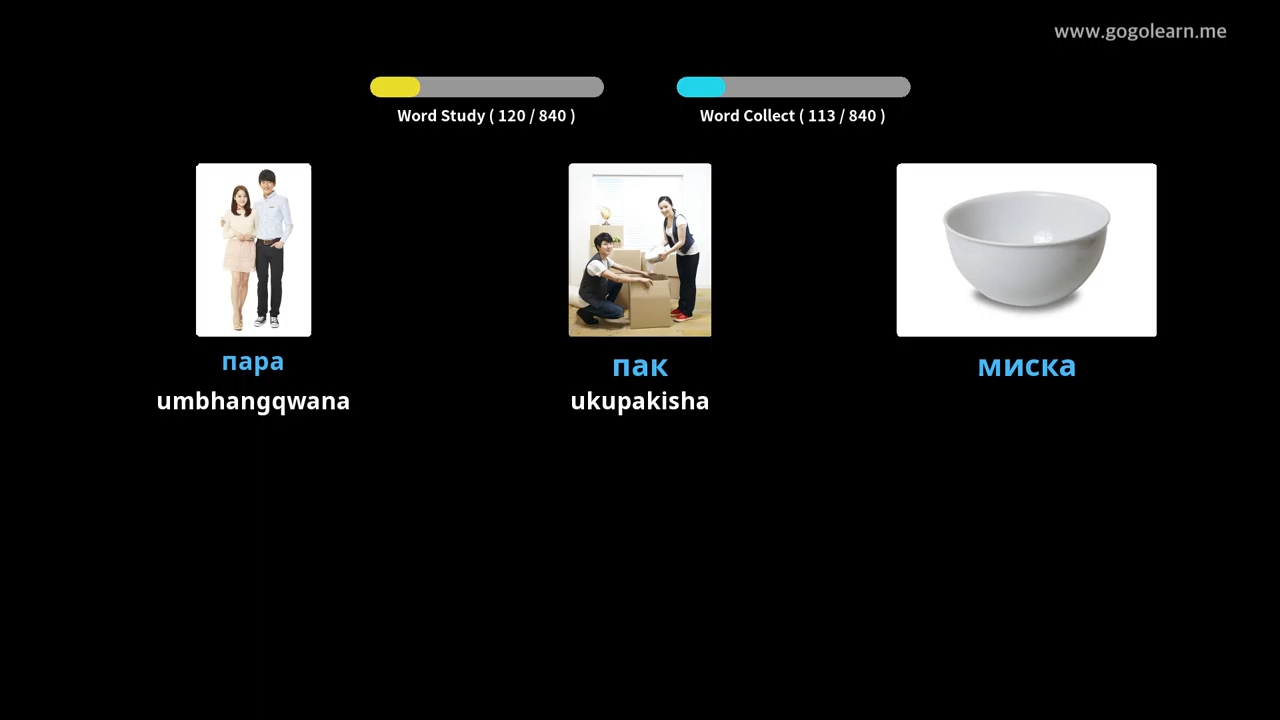 www.gogolearn.me
Word Study ( 120 / 840 )
Word Collect ( 113 / 840 )
пара
пак
миска
umbhangqwana
ukupakisha